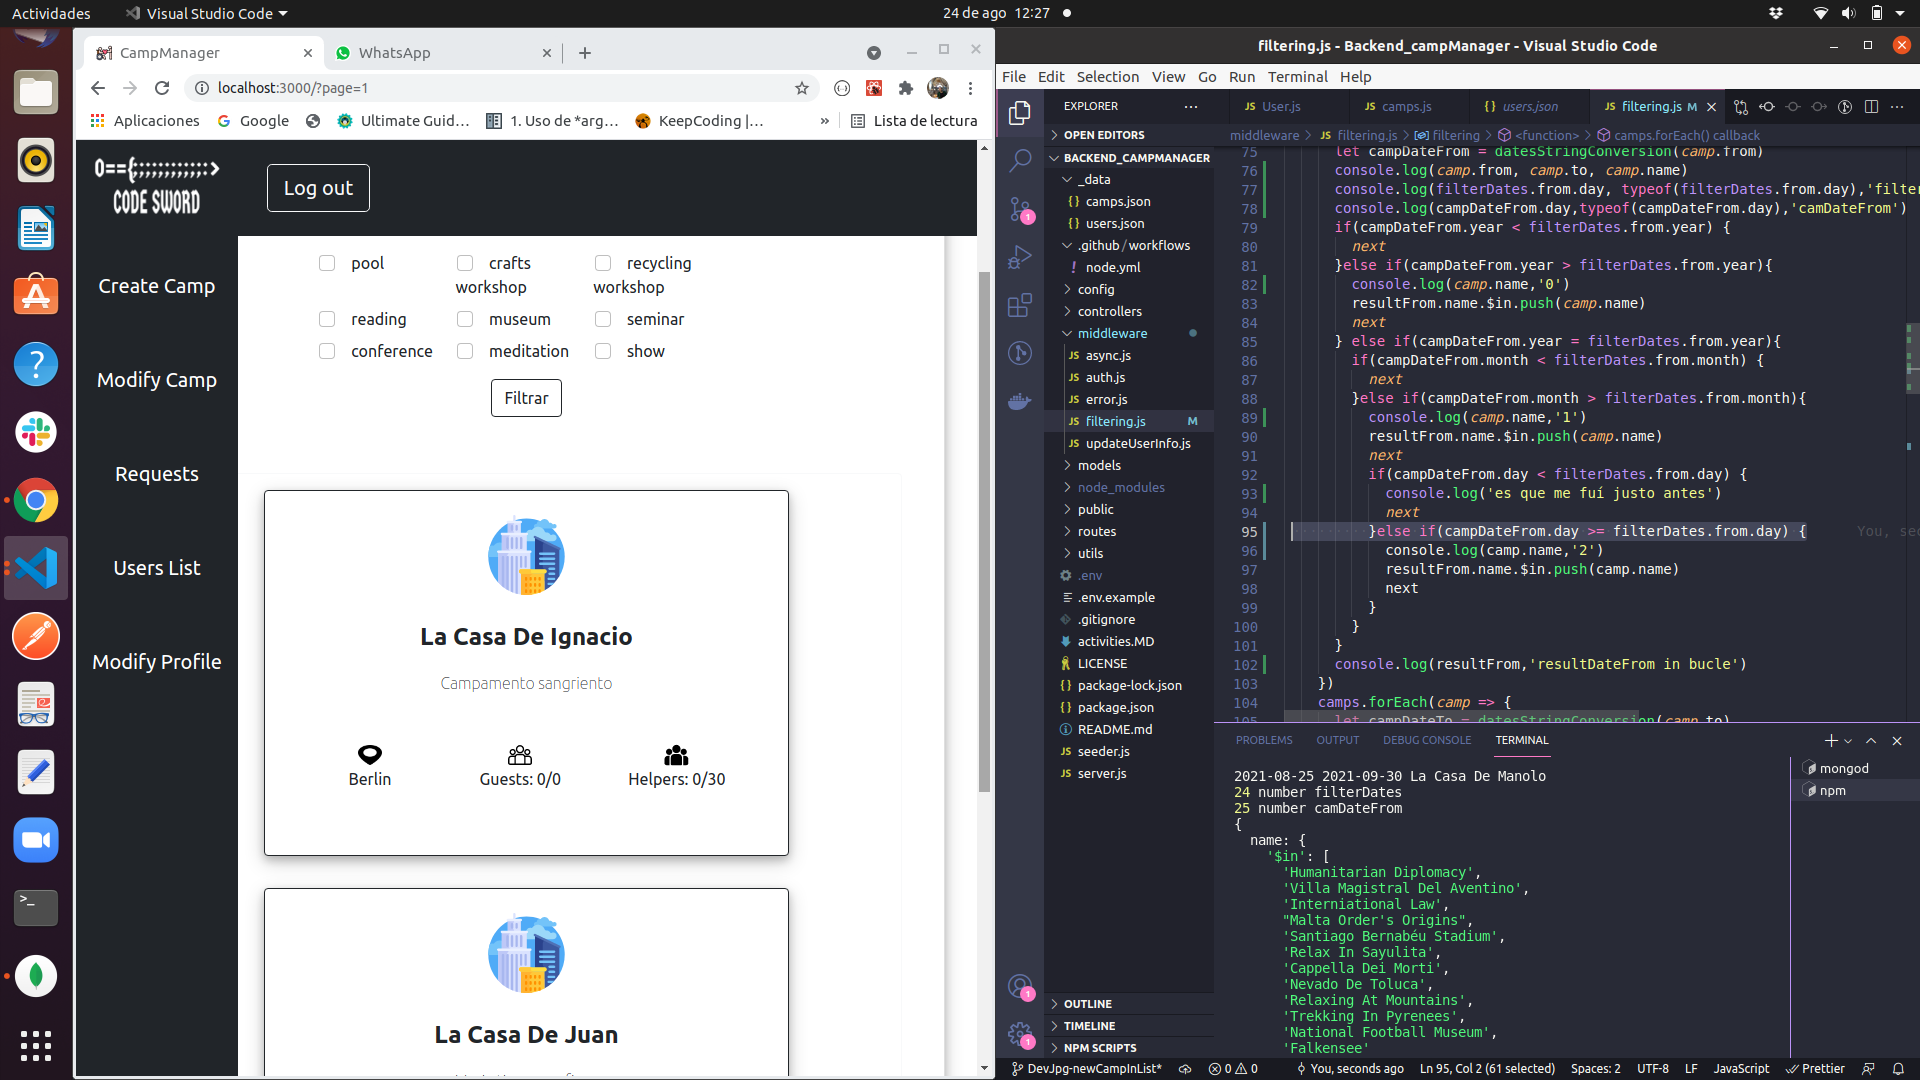 Actividades
Visual Studio Code
24 de ago 12:27
CampManager
WhatsApp
localhost:3000/?page=1
Aplicaciones
Google
Ultimate Guid…
1. Uso de *arg…
KeepCoding |…
»
Lista de lectura
0=={:::::::::::::::>
CODE SWORD
Log out
Create Camp
Modify Camp
Requests
Users List
Modify Profile
pool
crafts workshop
recycling workshop
reading
museum
seminar
conference
meditation
show
Filtrar
La Casa De Ignacio
Campamento sangriento
Berlin
Guests: 0/0
Helpers: 0/30
La Casa De Juan
filtering.js - Backend_campManager - Visual Studio Code
File Edit Selection View Go Run Terminal Help
EXPLORER
OPEN EDITORS
BACKEND_CAMPMANAGER
_data
camps.json
users.json
.github/workflows
node.yml
config
controllers
middleware
async.js
auth.js
error.js
filtering.js M
updateUserInfo.js
models
node_modules
public
routes
utils
.env
.env.example
.gitignore
activities.MD
LICENSE
package-lock.json
package.json
README.md
seeder.js
server.js
OUTLINE
TIMELINE
NPM SCRIPTS
JS User.js
JS camps.js
{} users.json
JS filtering.js M
middleware > JS filtering.js > filtering > <function> > camps.forEach() callback
75 let campDateFrom = datesStringConversion(camp.from)
76 console.log(camp.from, camp.to, camp.name)
77 console.log(filterDates.from.day, typeof(filterDates.from.day),'filter
78 console.log(campDateFrom.day,typeof(campDateFrom.day),'camDateFrom')
79 if(campDateFrom.year < filterDates.from.year) {
80 next
81 }else if(campDateFrom.year > filterDates.from.year){
82 console.log(camp.name,'0')
83 resultFrom.name.$in.push(camp.name)
84 next
85 } else if(campDateFrom.year = filterDates.from.year){
86 if(campDateFrom.month < filterDates.from.month) {
87 next
88 }else if(campDateFrom.month > filterDates.from.month){
89 console.log(camp.name,'1')
90 resultFrom.name.$in.push(camp.name)
91 next
92 if(campDateFrom.day < filterDates.from.day) {
93 console.log('es que me fuí justo antes')
94 next
95 }else if(campDateFrom.day >= filterDates.from.day) { You, sec
96 console.log(camp.name,'2')
97 resultFrom.name.$in.push(camp.name)
98 next
99 }
100 }
101 }
102 console.log(resultFrom,'resultDateFrom in bucle')
103 })
104 camps.forEach(camp => {
105 let campDateTo = datesStringConversion(camp.to)
PROBLEMS OUTPUT DEBUG CONSOLE TERMINAL
mongod
npm
2021-08-25 2021-09-30 La Casa De Manolo
24 number filterDates
25 number camDateFrom
{
name: {
'$in': [
'Humanitarian Diplomacy',
'Villa Magistral Del Aventino',
'Interniational Law',
"Malta Order's Origins",
'Santiago Bernabéu Stadium',
'Relax In Sayulita',
'Cappella Dei Morti',
'Nevado De Toluca',
'Relaxing At Mountains',
'Trekking In Pyrenees',
'National Football Museum',
'Falkensee'
DevJpg-newCampInList*
0 0
You, seconds ago
Ln 95, Col 2 (61 selected)
Spaces: 2
UTF-8
LF
JavaScript
Prettier